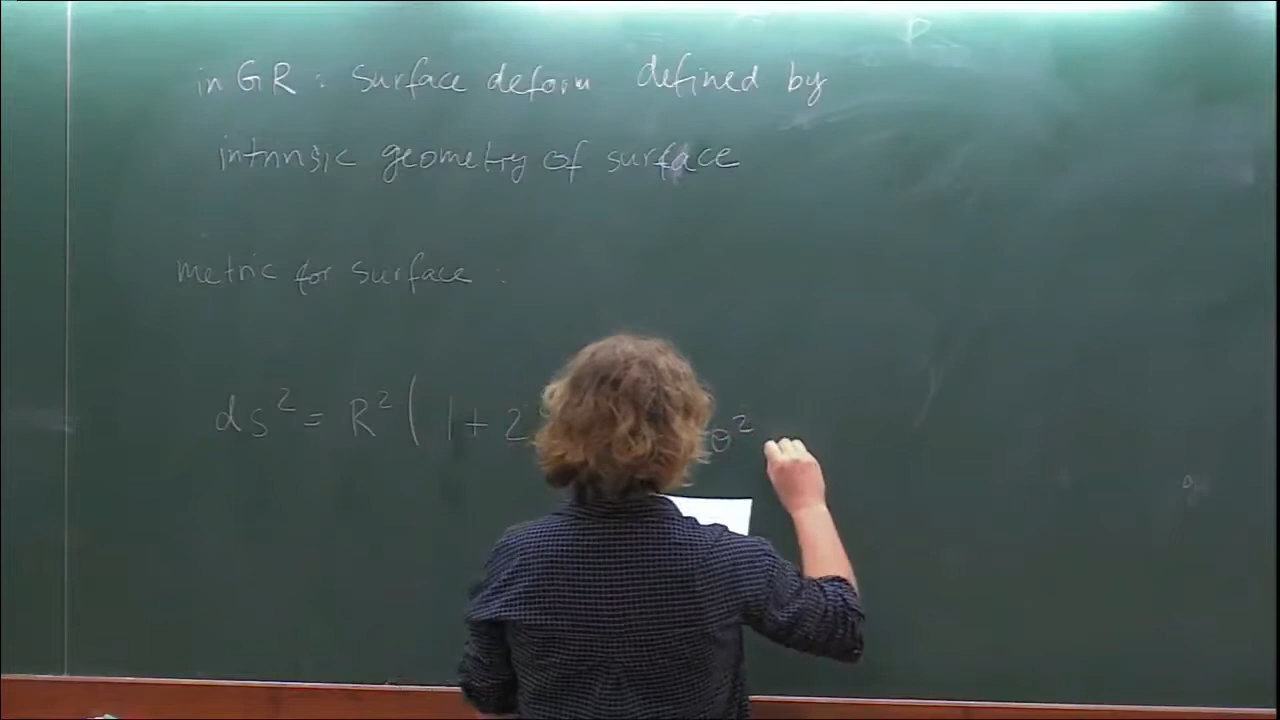 in GR : surface deform defined by
intrinsic geometry of surface
metric for surface :
ds² = R² ( 1 + 2 θ²